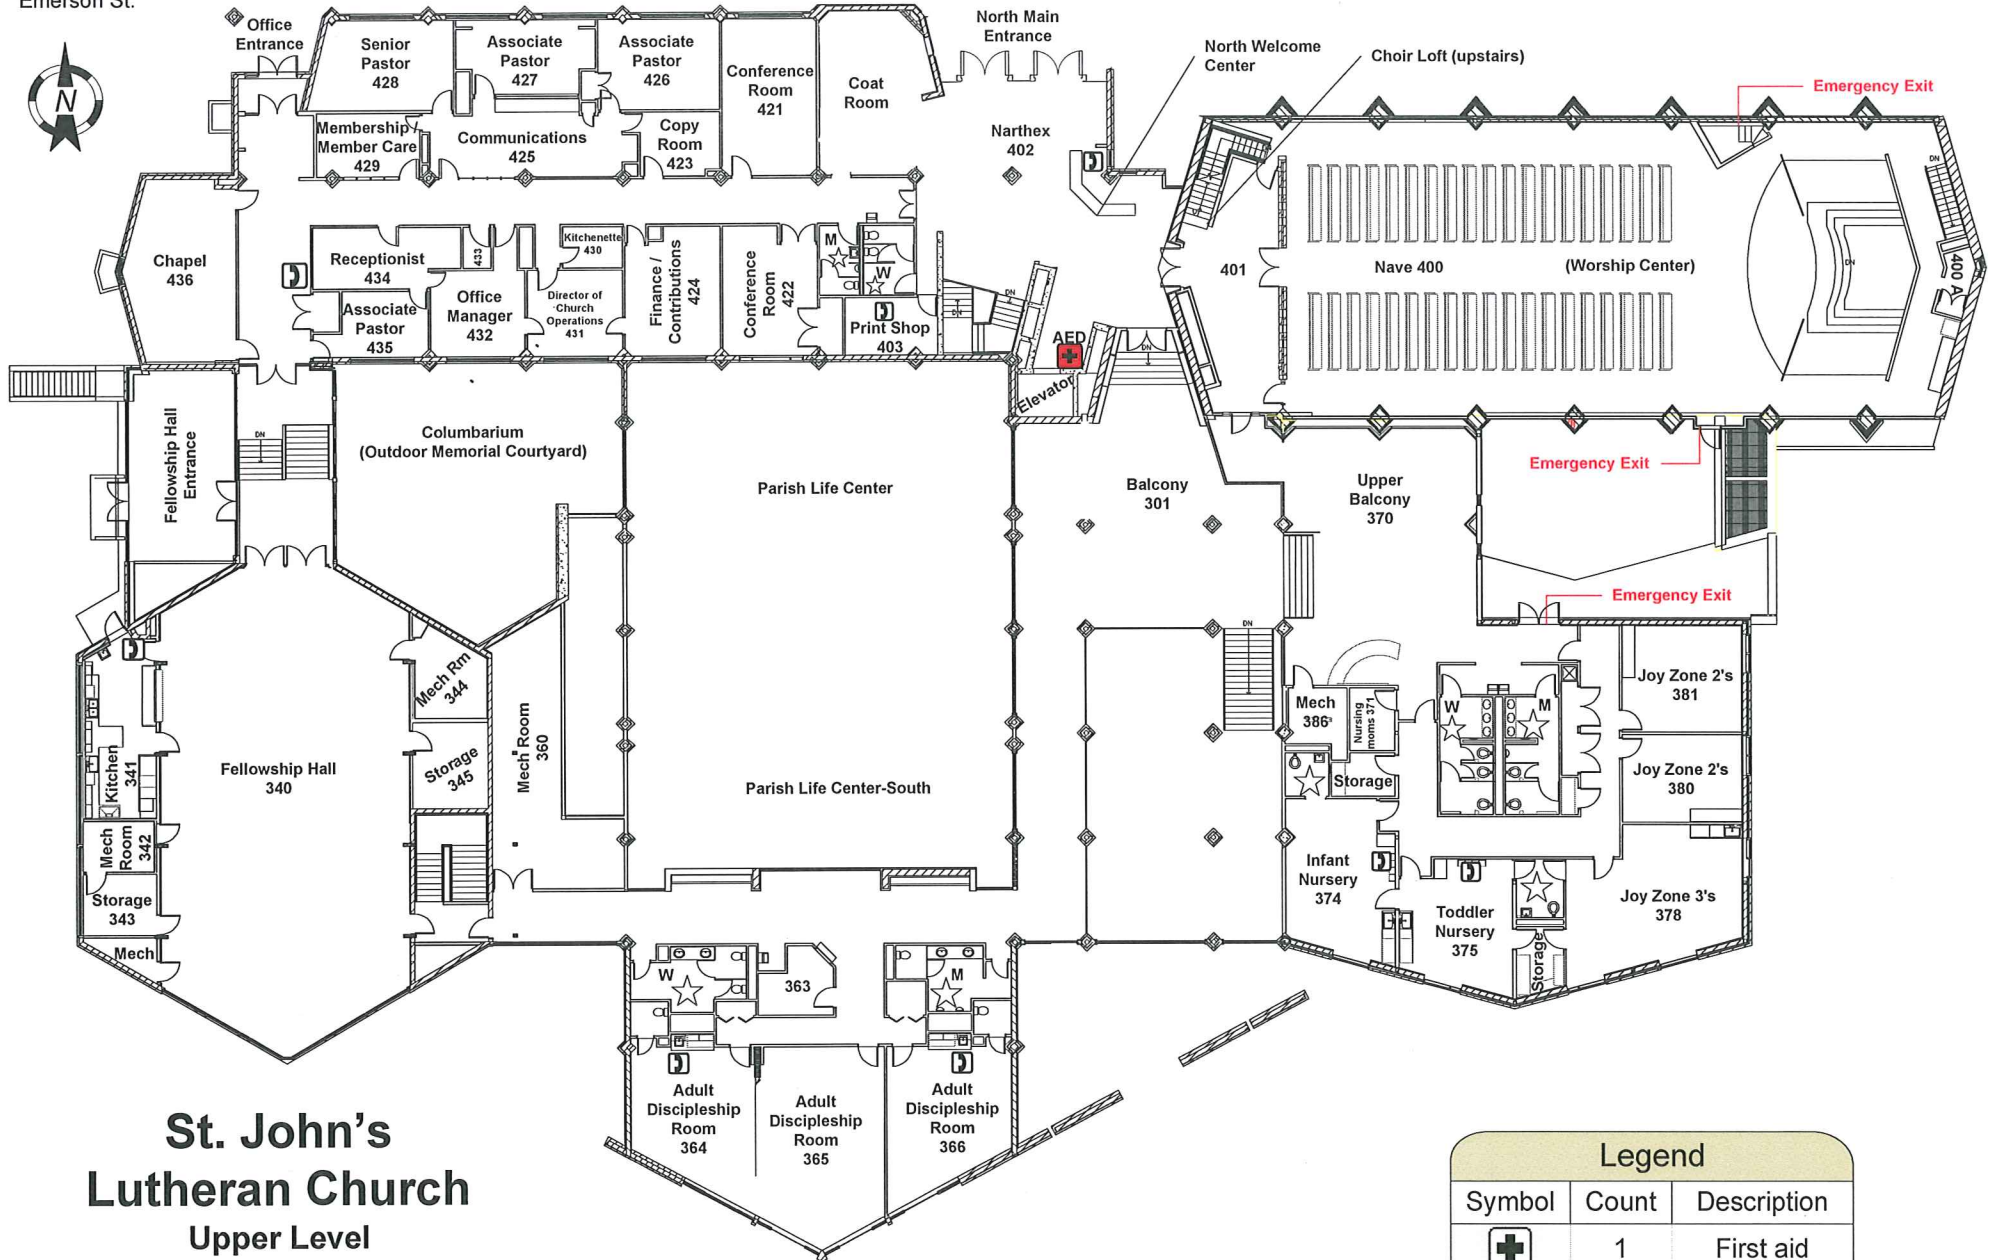 Emerson St.
N
Office
Entrance
Senior
Pastor
428
Associate
Pastor
427
Associate
Pastor
426
Conference
Room
421
Coat
Room
North Main
Entrance
North Welcome
Center
Choir Loft (upstairs)
Emergency Exit
Membership /
Member Care
429
Communications
425
Copy
Room
423
Narthex
402
DN
Chapel
436
Receptionist
434
433
Kitchenette
430
Finance /
Contributions
424
Conference
Room
422
M
W
Associate
Pastor
435
Office
Manager
432
Director of
Church
Operations
431
Print Shop
403
DN
DN
AED
Elevator
DN
401
Nave 400
(Worship Center)
DN
400 A
Fellowship Hall
Entrance
DN
Columbarium
(Outdoor Memorial Courtyard)
Parish Life Center
Balcony
301
Upper
Balcony
370
Emergency Exit
Emergency Exit
DN
Mech Rm
344
Storage
345
Mech Room
360
Kitchen
341
Fellowship Hall
340
Mech
Room
342
Storage
343
Mech
Parish Life Center-South
Mech
386
Nursing
moms 371
Storage
W
M
Joy Zone 2's
381
Joy Zone 2's
380
Joy Zone 3's
378
Infant
Nursery
374
Toddler
Nursery
375
Storage
W
363
M
Adult
Discipleship
Room
364
Adult
Discipleship
Room
365
Adult
Discipleship
Room
366
St. John’s
Lutheran Church
Upper Level
Legend
Symbol Count Description
1 First aid